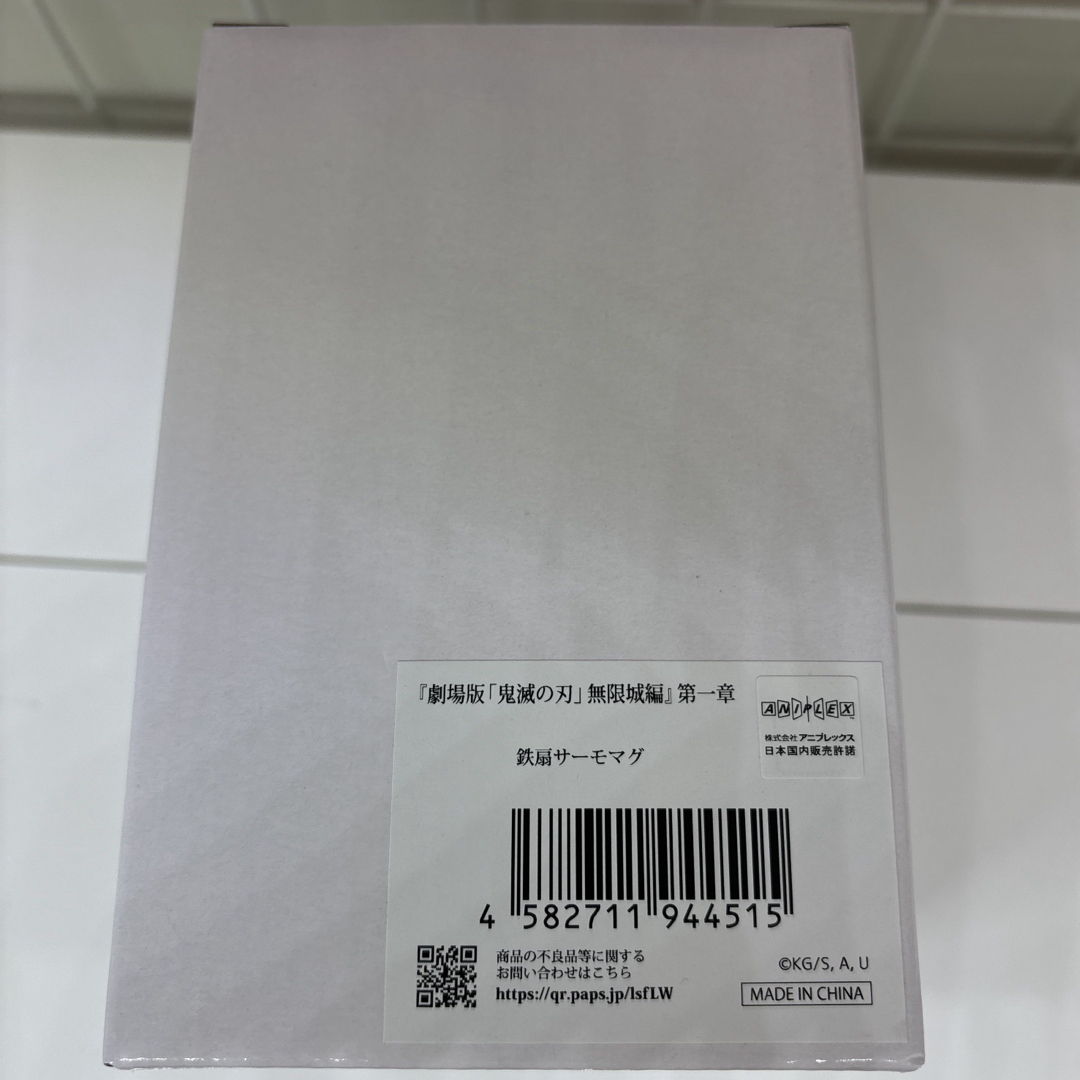 『劇場版「鬼滅の刃」無限城編』第一章
ANIPLEX
株式会社アニプレックス
日本国内販売許諾
鉄扇サーモマグ
4 582711 944515
商品の不良品等に関する
お問い合わせはこちら
https://qr.paps.jp/lsfLW
©KG/S, A, U
MADE IN CHINA